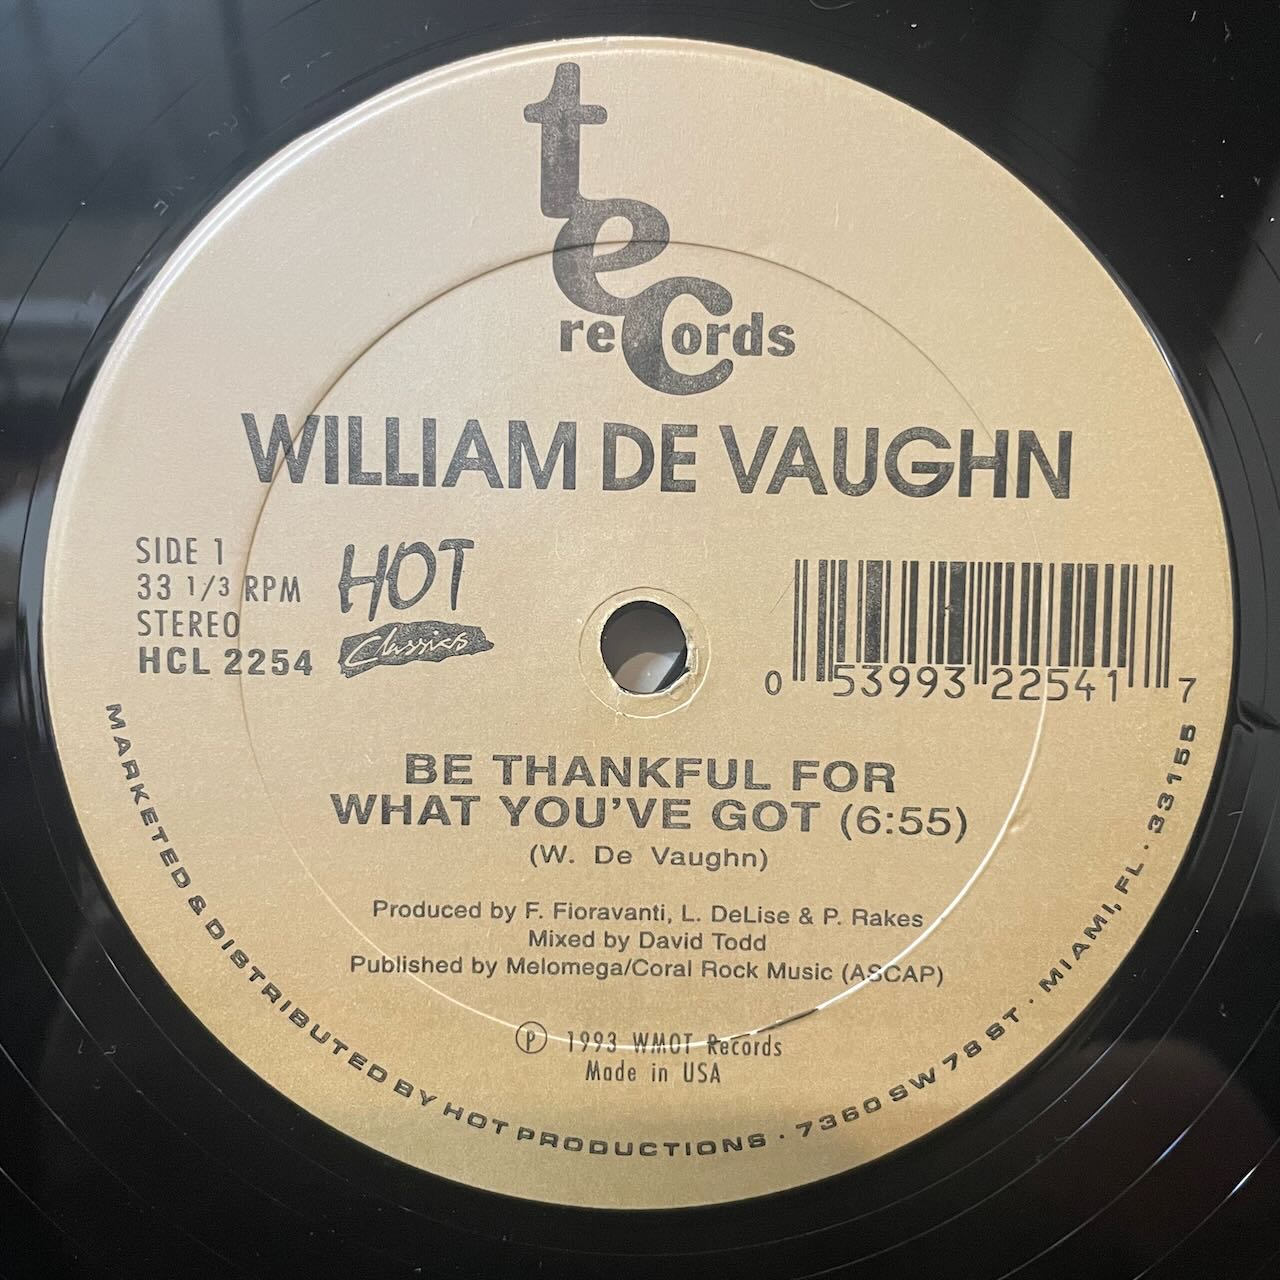 tec
records
WILLIAM DE VAUGHN
SIDE 1
33 1/3 RPM
STEREO
HCL 2254
HOT
Classics
0 53993 22541 7
BE THANKFUL FOR
WHAT YOU'VE GOT (6:55)
(W. De Vaughn)
Produced by F. Fioravanti, L. DeLise & P. Rakes
Mixed by David Todd
Published by Melomega/Coral Rock Music (ASCAP)
Ⓟ 1993 WMOT Records
Made in USA
MARKETED & DISTRIBUTED BY HOT PRODUCTIONS · 7360 SW 78 ST · MIAMI, FL · 33155